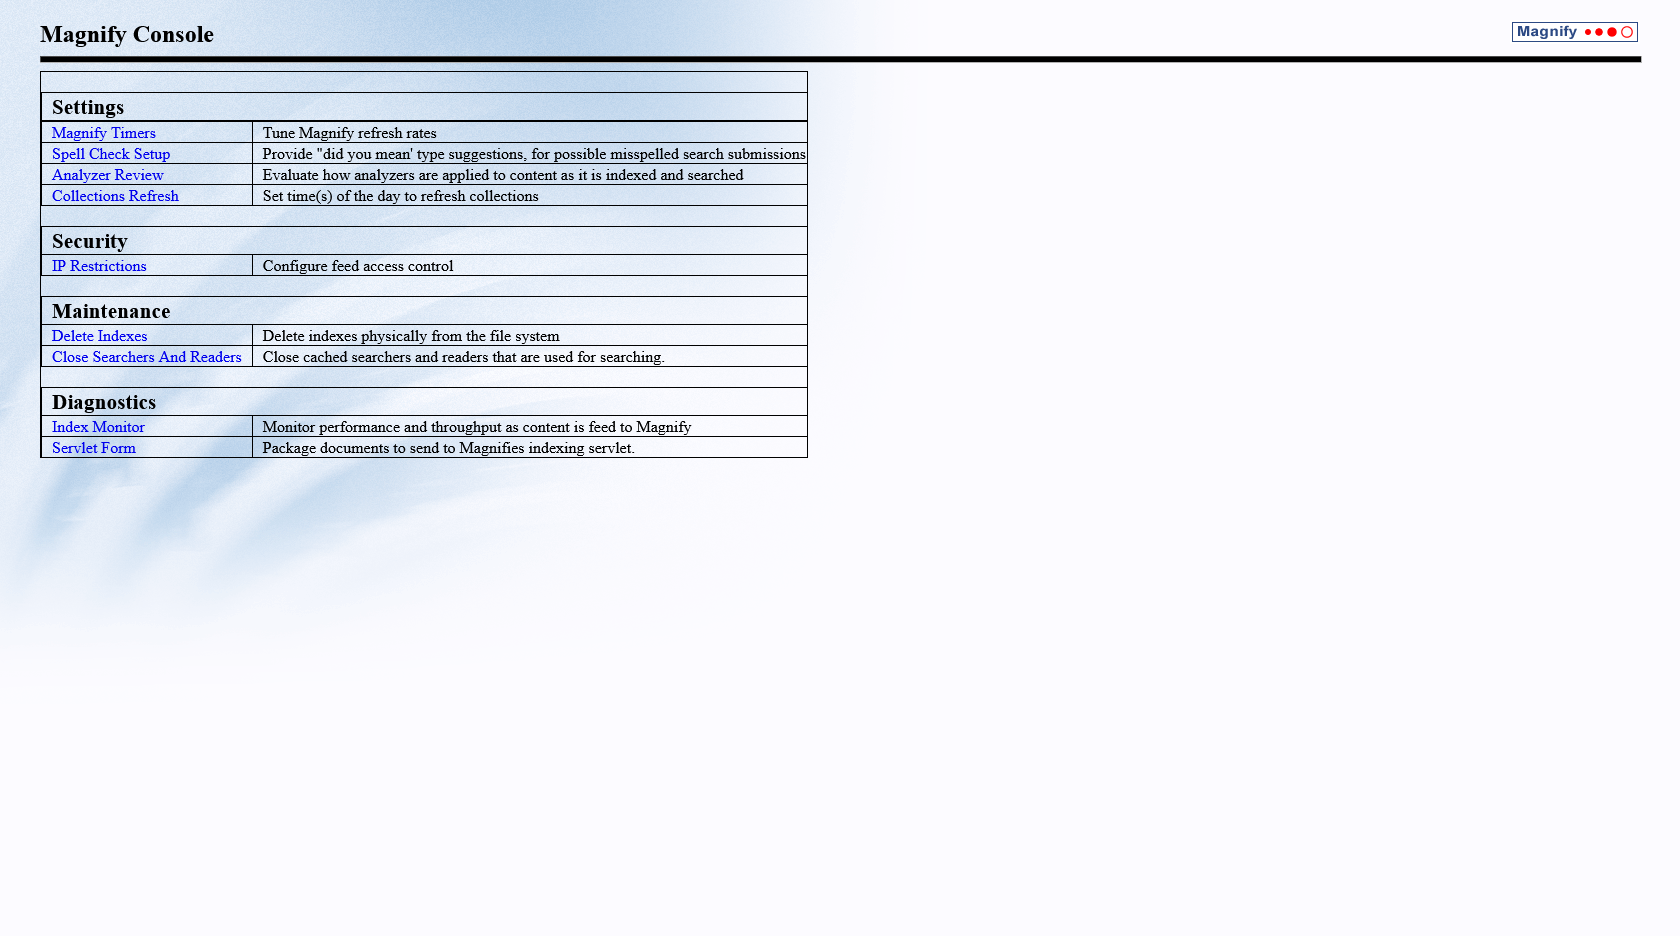 Magnify Console
Magnify
Settings
Magnify Timers Tune Magnify refresh rates
Spell Check Setup Provide "did you mean' type suggestions, for possible misspelled search submissions
Analyzer Review Evaluate how analyzers are applied to content as it is indexed and searched
Collections Refresh Set time(s) of the day to refresh collections
Security
IP Restrictions Configure feed access control
Maintenance
Delete Indexes Delete indexes physically from the file system
Close Searchers And Readers Close cached searchers and readers that are used for searching.
Diagnostics
Index Monitor Monitor performance and throughput as content is feed to Magnify
Servlet Form Package documents to send to Magnifies indexing servlet.